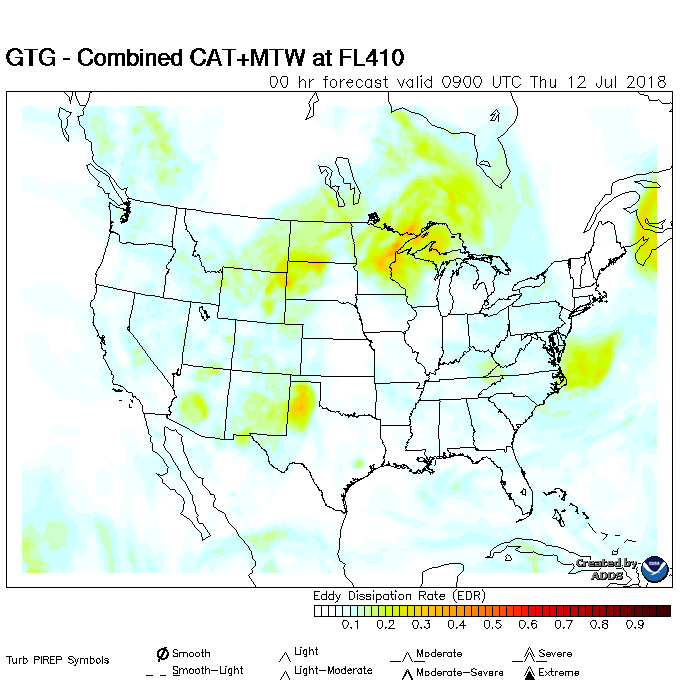 GTG - Combined CAT+MTW at FL410
00 hr forecast valid 0900 UTC Thu 12 Jul 2018
Created by
ADDS
Eddy Dissipation Rate (EDR)
0.1 0.2 0.3 0.4 0.5 0.6 0.7 0.8 0.9
Turb PIREP Symbols
Smooth Light Moderate Severe
Smooth-Light Light-Moderate Moderate-Severe Extreme